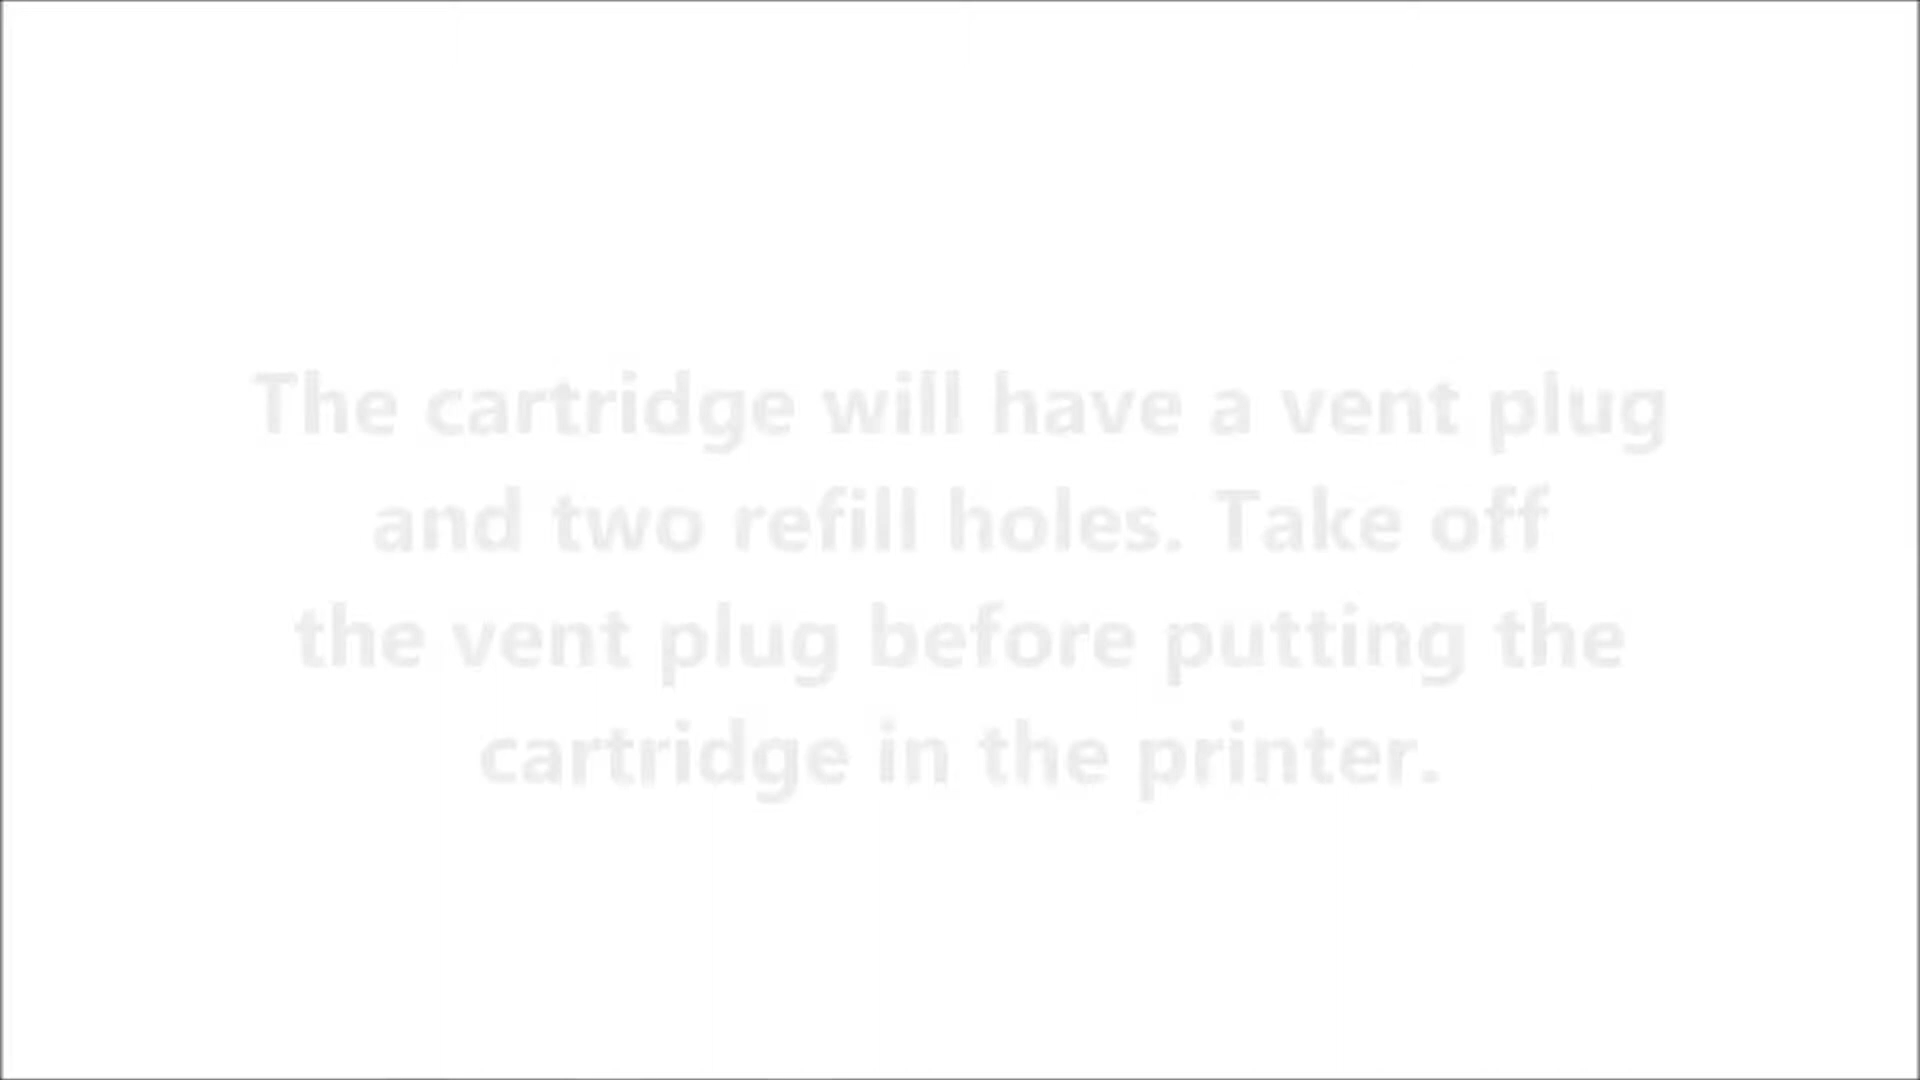 The cartridge will have a vent plug
and two refill holes. Take off
the vent plug before putting the
cartridge in the printer.